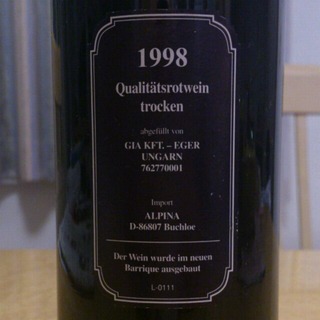 1998
Qualitätsrotwein
trocken
abgefüllt von
GIA KFT. – EGER
UNGARN
762770001
Import
ALPINA
D-86807 Buchloe
Der Wein wurde im neuen
Barrique ausgebaut
L-0111